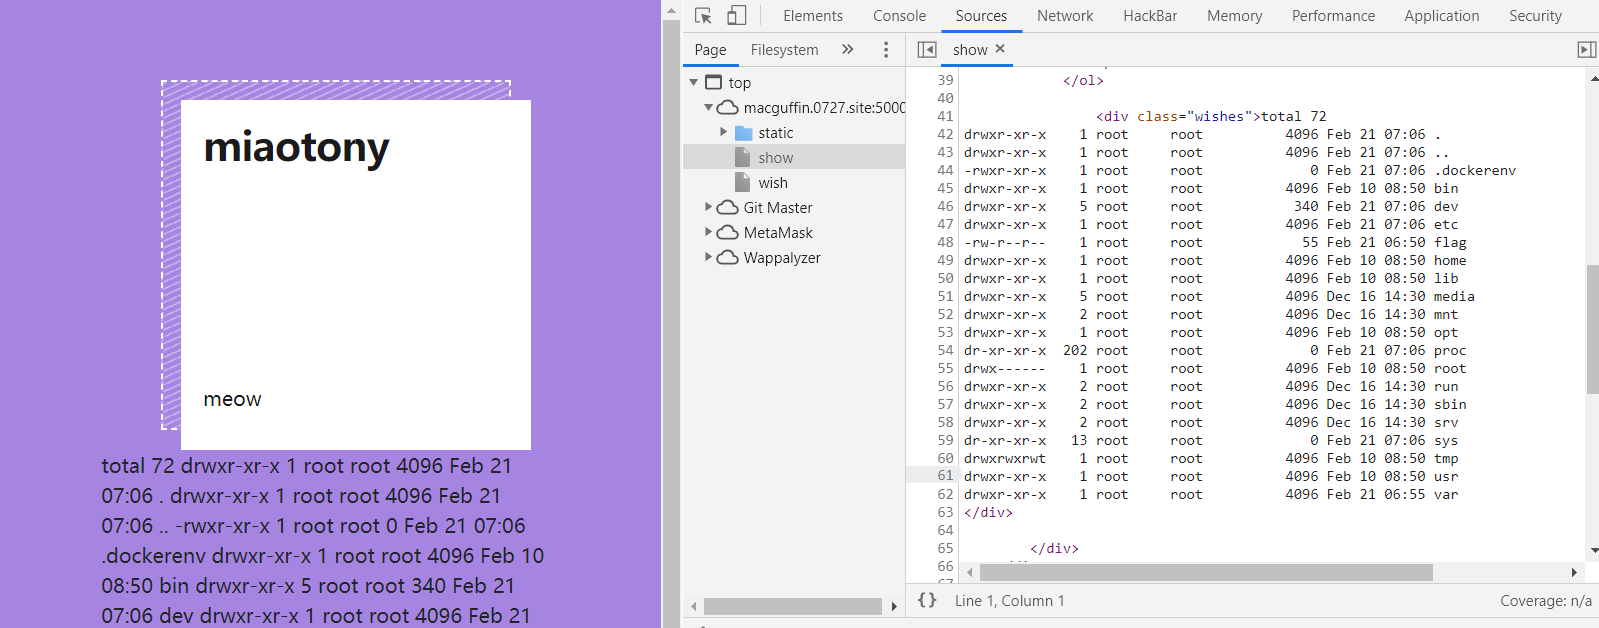 miaotony
meow
total 72 drwxr-xr-x 1 root root 4096 Feb 21
07:06 . drwxr-xr-x 1 root root 4096 Feb 21
07:06 .. -rwxr-xr-x 1 root root 0 Feb 21 07:06
.dockerenv drwxr-xr-x 1 root root 4096 Feb 10
08:50 bin drwxr-xr-x 5 root root 340 Feb 21
07:06 dev drwxr-xr-x 1 root root 4096 Feb 21
Elements Console Sources Network HackBar Memory Performance Application Security
Page Filesystem »
show ×
top
macguffin.0727.site:5000
static
show
wish
Git Master
MetaMask
Wappalyzer
39 </ol>
40
41 <div class="wishes">total 72
42 drwxr-xr-x 1 root root 4096 Feb 21 07:06 .
43 drwxr-xr-x 1 root root 4096 Feb 21 07:06 ..
44 -rwxr-xr-x 1 root root 0 Feb 21 07:06 .dockerenv
45 drwxr-xr-x 1 root root 4096 Feb 10 08:50 bin
46 drwxr-xr-x 5 root root 340 Feb 21 07:06 dev
47 drwxr-xr-x 1 root root 4096 Feb 21 07:06 etc
48 -rw-r--r-- 1 root root 55 Feb 21 06:50 flag
49 drwxr-xr-x 1 root root 4096 Feb 10 08:50 home
50 drwxr-xr-x 1 root root 4096 Feb 10 08:50 lib
51 drwxr-xr-x 5 root root 4096 Dec 16 14:30 media
52 drwxr-xr-x 2 root root 4096 Dec 16 14:30 mnt
53 drwxr-xr-x 1 root root 4096 Feb 10 08:50 opt
54 dr-xr-xr-x 202 root root 0 Feb 21 07:06 proc
55 drwx------ 1 root root 4096 Feb 10 08:50 root
56 drwxr-xr-x 2 root root 4096 Dec 16 14:30 run
57 drwxr-xr-x 2 root root 4096 Dec 16 14:30 sbin
58 drwxr-xr-x 2 root root 4096 Dec 16 14:30 srv
59 dr-xr-xr-x 13 root root 0 Feb 21 07:06 sys
60 drwxrwxrwt 1 root root 4096 Feb 10 08:50 tmp
61 drwxr-xr-x 1 root root 4096 Feb 10 08:50 usr
62 drwxr-xr-x 1 root root 4096 Feb 21 06:55 var
63 </div>
64
65 </div>
66
{} Line 1, Column 1 Coverage: n/a